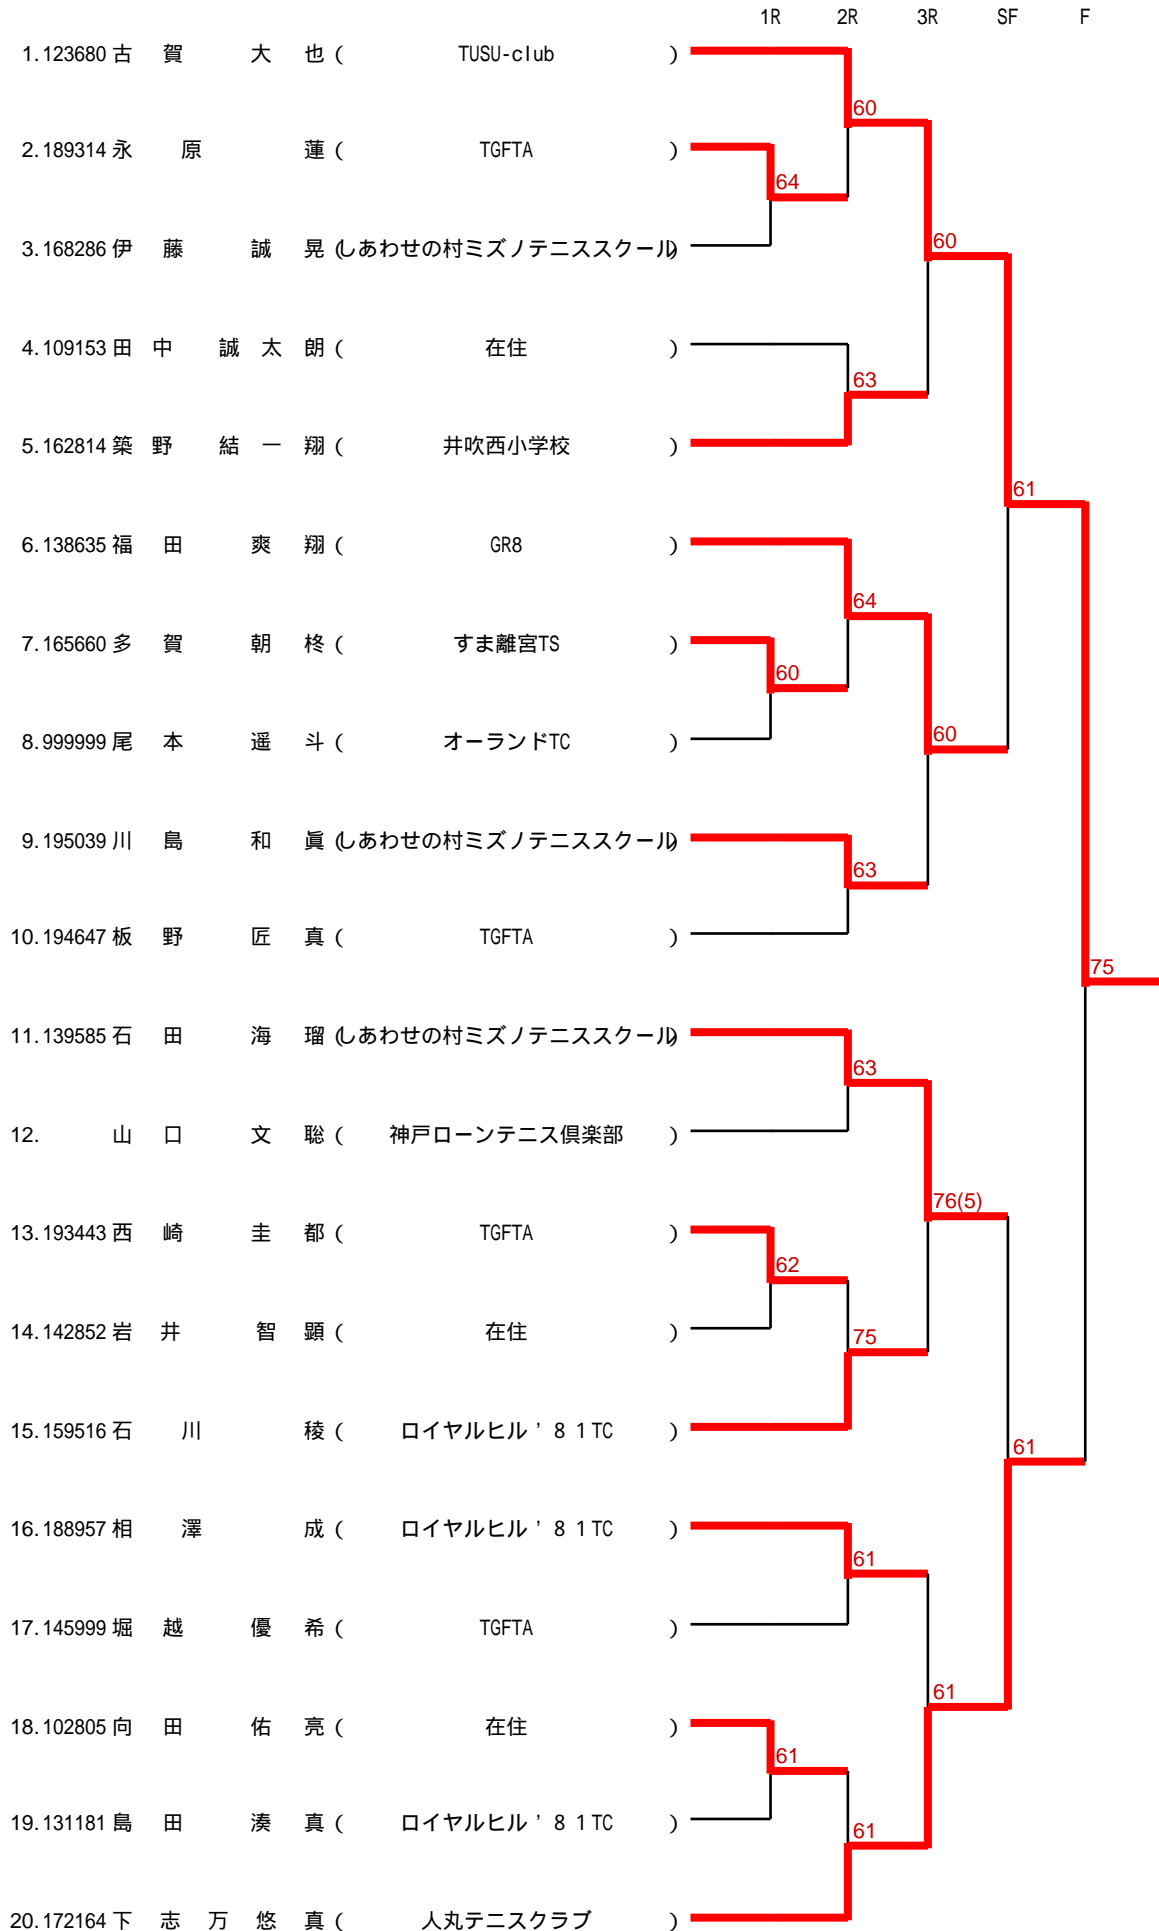 1R 2R 3R SF F
1.123680 古賀 大也 ( TUSU-club )
60
2.189314 永原 蓮 ( TGFTA )
64
3.168286 伊藤 誠晃 (しあわせの村ミズノテニススクール)
60
4.109153 田中 誠太朗 ( 在住 )
63
5.162814 築野 結一翔 ( 井吹西小学校 )
61
6.138635 福田 爽翔 ( GR8 )
64
7.165660 多賀 朝柊 ( すま離宮TS )
60
8.999999 尾本 遥斗 ( オーランドTC )
60
9.195039 川島 和眞 (しあわせの村ミズノテニススクール)
63
10.194647 板野 匠真 ( TGFTA )
75
11.139585 石田 海瑠 (しあわせの村ミズノテニススクール)
63
12. 山口 文聡 ( 神戸ローンテニス倶楽部 )
76(5)
13.193443 西崎 圭都 ( TGFTA )
62
14.142852 岩井 智顕 ( 在住 )
75
15.159516 石川 稜 ( ロイヤルヒル’81TC )
61
16.188957 相澤 成 ( ロイヤルヒル’81TC )
61
17.145999 堀越 優希 ( TGFTA )
61
18.102805 向田 佑亮 ( 在住 )
61
19.131181 島田 湊真 ( ロイヤルヒル’81TC )
61
20.172164 下志万 悠真 ( 人丸テニスクラブ )